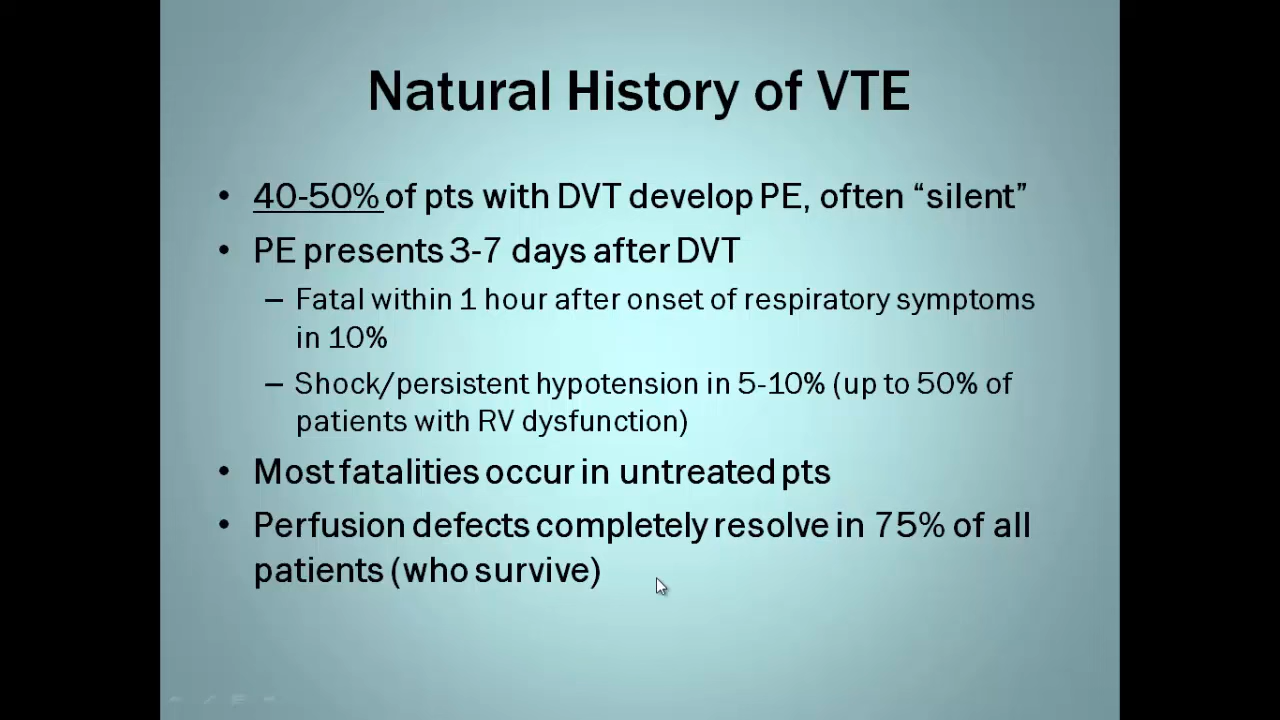 Natural History of VTE
• 40-50% of pts with DVT develop PE, often “silent”
• PE presents 3-7 days after DVT
– Fatal within 1 hour after onset of respiratory symptoms
in 10%
– Shock/persistent hypotension in 5-10% (up to 50% of
patients with RV dysfunction)
• Most fatalities occur in untreated pts
• Perfusion defects completely resolve in 75% of all
patients (who survive)